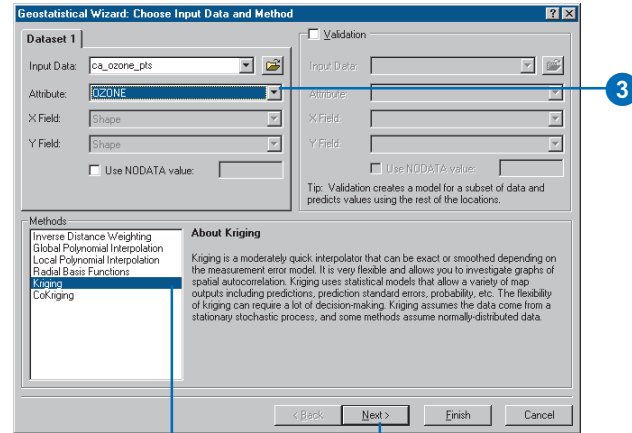 Geostatistical Wizard: Choose Input Data and Method
Dataset 1
Input Data: ca_ozone_pts
Attribute: OZONE
X Field: Shape
Y Field: Shape
Use NODATA value:
Validation
Input Data:
Attribute:
X Field:
Y Field:
Use NODATA value:
Tip: Validation creates a model for a subset of data and
predicts values using the rest of the locations.
3
Methods
Inverse Distance Weighting
Global Polynomial Interpolation
Local Polynomial Interpolation
Radial Basis Functions
Kriging
CoKriging
About Kriging
Kriging is a moderately quick interpolator that can be exact or smoothed depending on
the measurement error model. It is very flexible and allows you to investigate graphs of
spatial autocorrelation. Kriging uses statistical models that allow a variety of map
outputs including predictions, prediction standard errors, probability, etc. The flexibility
of kriging can require a lot of decision-making. Kriging assumes the data come from a
stationary stochastic process, and some methods assume normally-distributed data.
< Back Next > Finish Cancel